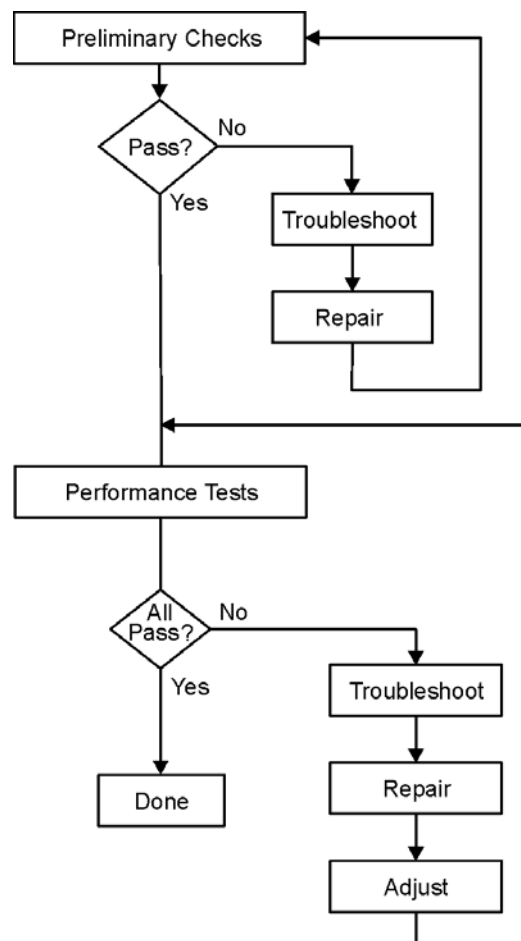 Preliminary Checks
Pass?
No
Yes
Troubleshoot
Repair
Performance Tests
All
Pass?
No
Yes
Troubleshoot
Done
Repair
Adjust